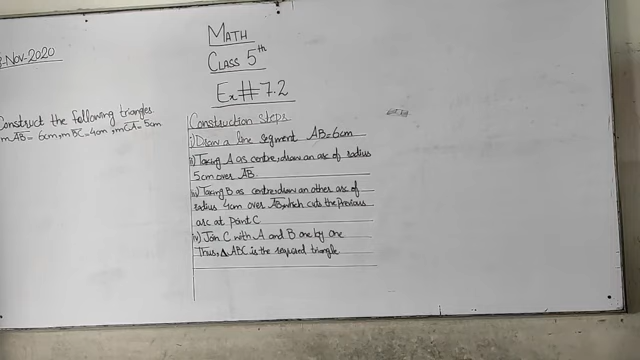 -Nov-2020
MATH
CLASS 5th
Ex # 7.2
Construct the following triangles
mAB= 6cm, mBC=4cm, mCA=5cm
Construction steps
i) Draw a line segment AB=6cm
ii) Taking A as centre, draw an arc of radius
5cm over AB.
iii) Taking B as centre, draw an other arc of
radius 4cm over AB, which cuts the previous
arc at point C
iv) Join C with A and B one by one
Thus, △ABC is the required triangle